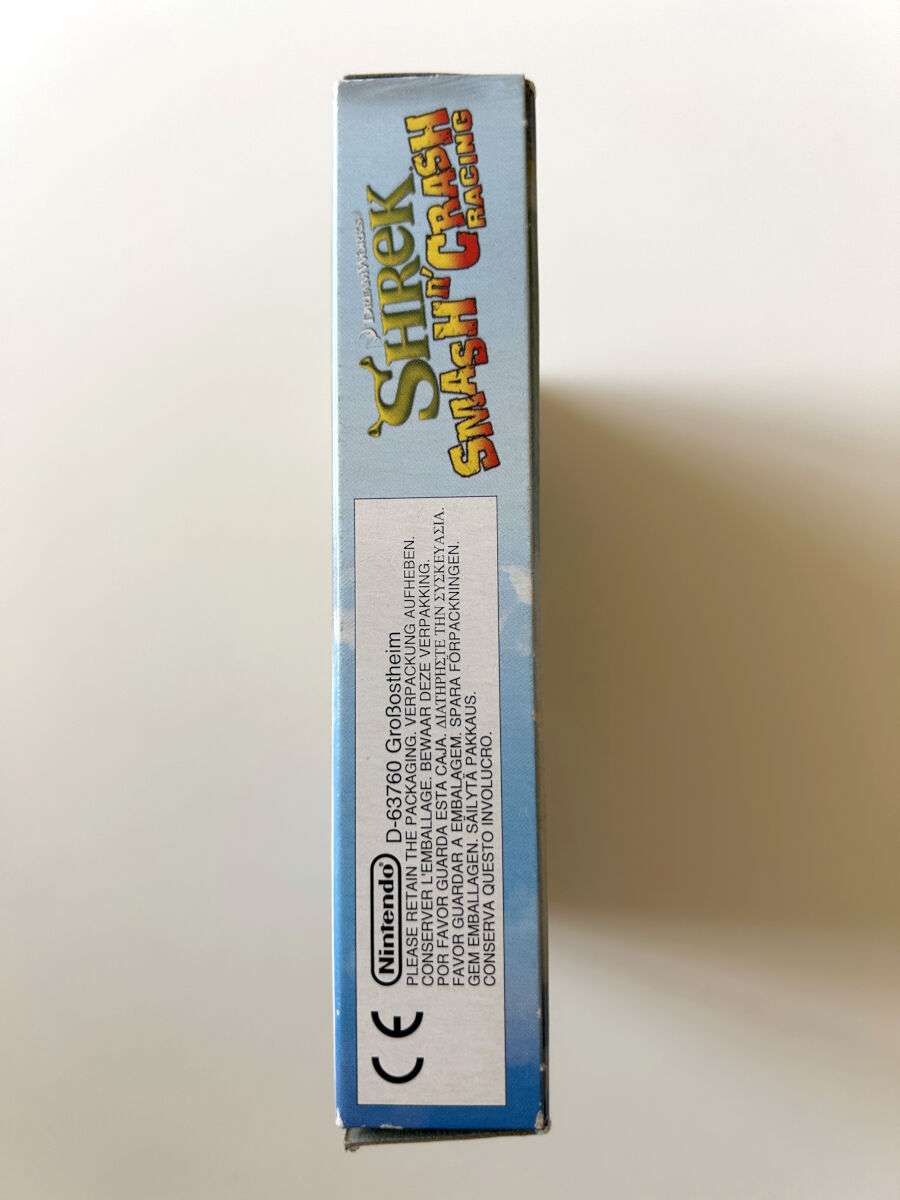 DREAMWORKS
SHREK
SMASH n' CRASH
RACING
CE
Nintendo® D-63760 Großostheim
PLEASE RETAIN THE PACKAGING. VERPACKUNG AUFHEBEN.
CONSERVER L'EMBALLAGE. BEWAAR DEZE VERPAKKING.
POR FAVOR GUARDA ESTA CAJA. ΔΙΑΤΗΡΗΣΤΕ ΤΗΝ ΣΥΣΚΕΥΑΣΙΑ.
FAVOR GUARDAR A EMBALAGEM. SPARA FÖRPACKNINGEN.
GEM EMBALLAGEN. SÄILYTÄ PAKKAUS.
CONSERVA QUESTO INVOLUCRO.